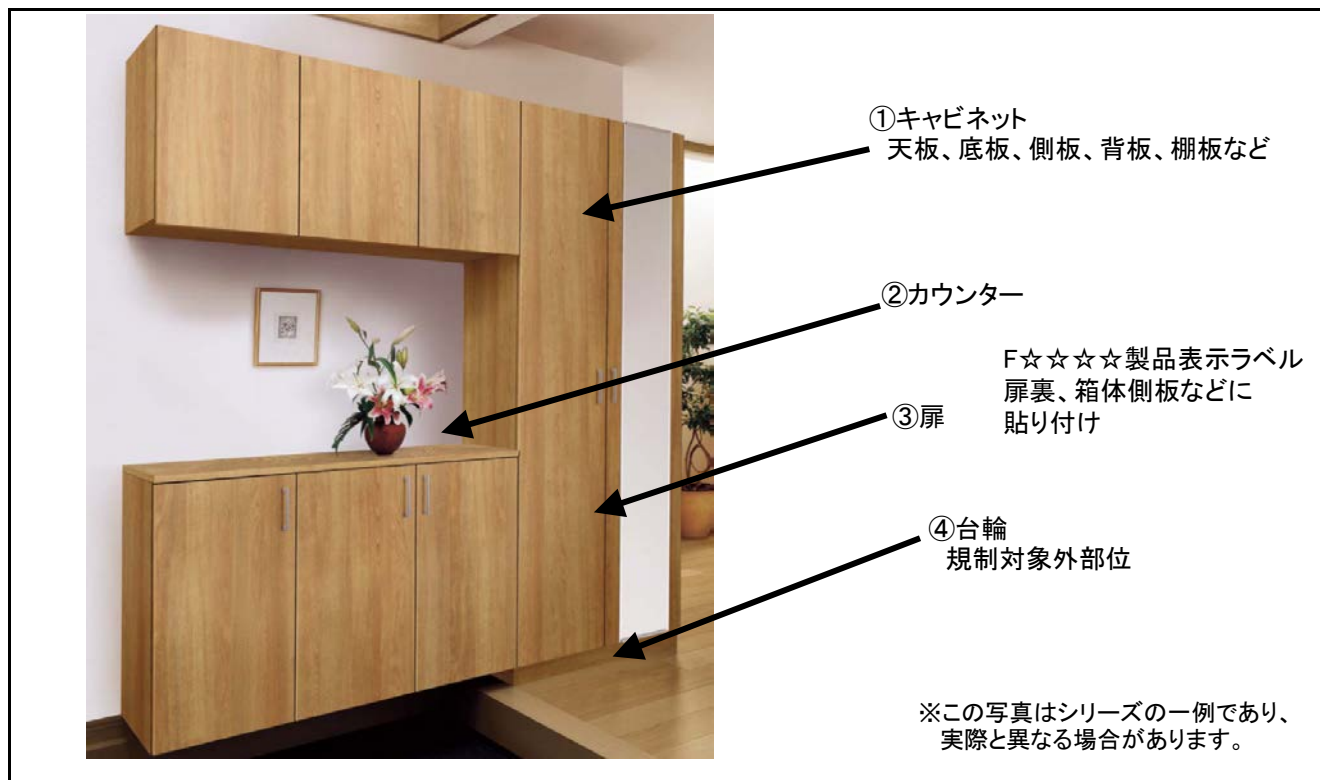 ①キャビネット
天板、底板、側板、背板、棚板など
②カウンター
F☆☆☆☆製品表示ラベル
扉裏、箱体側板などに
貼り付け
③扉
④台輪
規制対象外部位
※この写真はシリーズの一例であり、
実際と異なる場合があります。